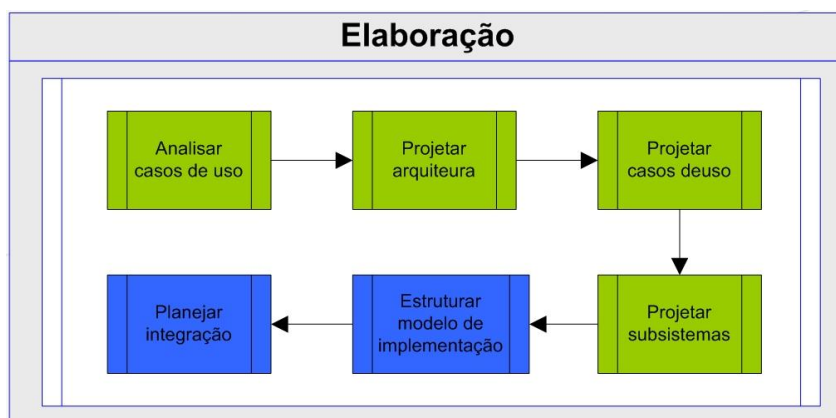 Elaboração
Analisar
casos de uso
Projetar
arquiteura
Projetar
casos deuso
Planejar
integração
Estruturar
modelo de
implementação
Projetar
subsistemas